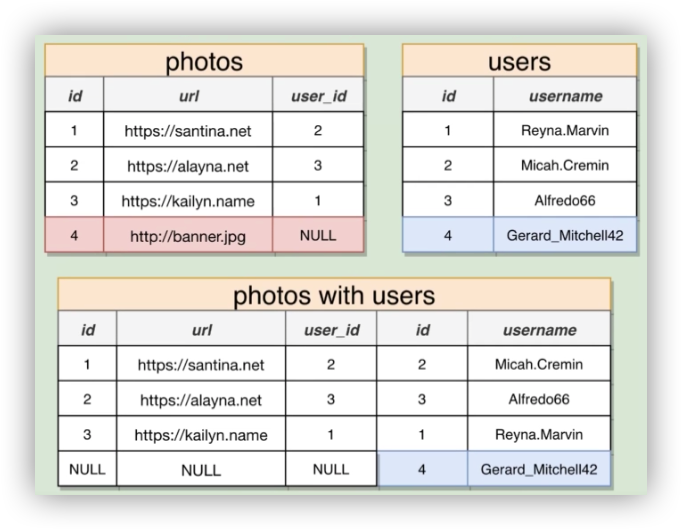 photos
id url user_id
1 https://santina.net 2
2 https://alayna.net 3
3 https://kailyn.name 1
4 http://banner.jpg NULL
users
id username
1 Reyna.Marvin
2 Micah.Cremin
3 Alfredo66
4 Gerard_Mitchell42
photos with users
id url user_id id username
1 https://santina.net 2 2 Micah.Cremin
2 https://alayna.net 3 3 Alfredo66
3 https://kailyn.name 1 1 Reyna.Marvin
NULL NULL NULL 4 Gerard_Mitchell42